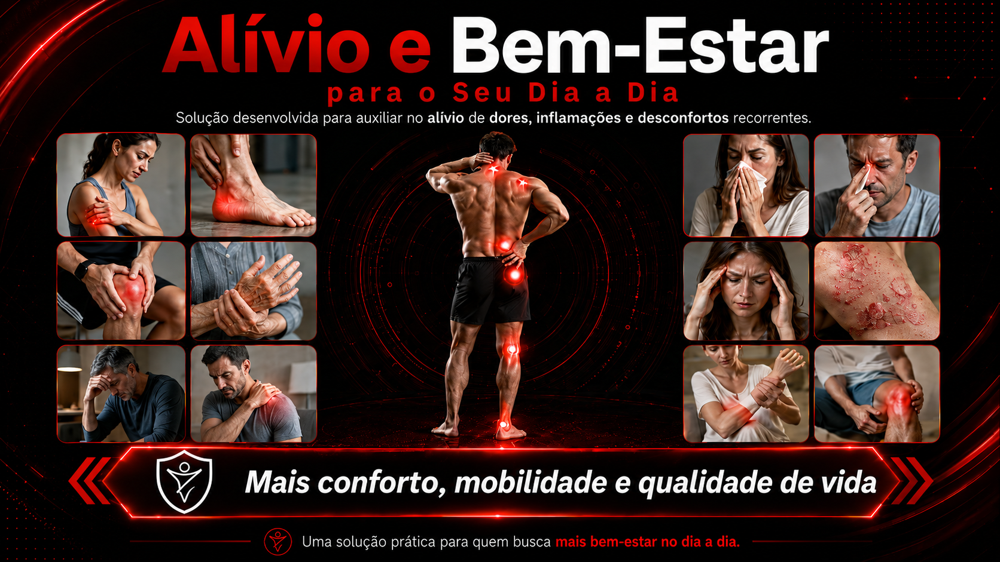 Alívio e Bem-Estar
para o Seu Dia a Dia
Solução desenvolvida para auxiliar no alívio de dores, inflamações e desconfortos recorrentes.
Mais conforto, mobilidade e qualidade de vida
Uma solução prática para quem busca mais bem-estar no dia a dia.